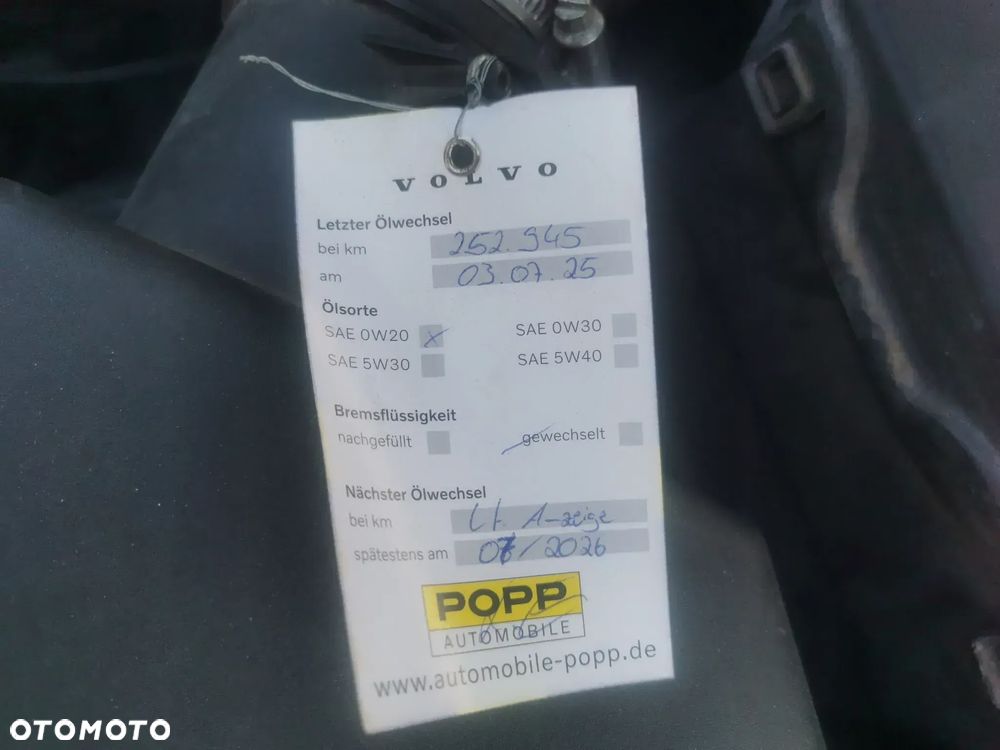 VOLVO
Letzter Ölwechsel
bei km 252.945
am 03.07.25
Ölsorte
SAE 0W20 x SAE 0W30
SAE 5W30 SAE 5W40
Bremsflüssigkeit
nachgefüllt gewechselt
Nächster Ölwechsel
bei km Lt. Anzeige
spätestens am 07/2026
POPP
AUTOMOBILE
www.automobile-popp.de
OTOMOTO